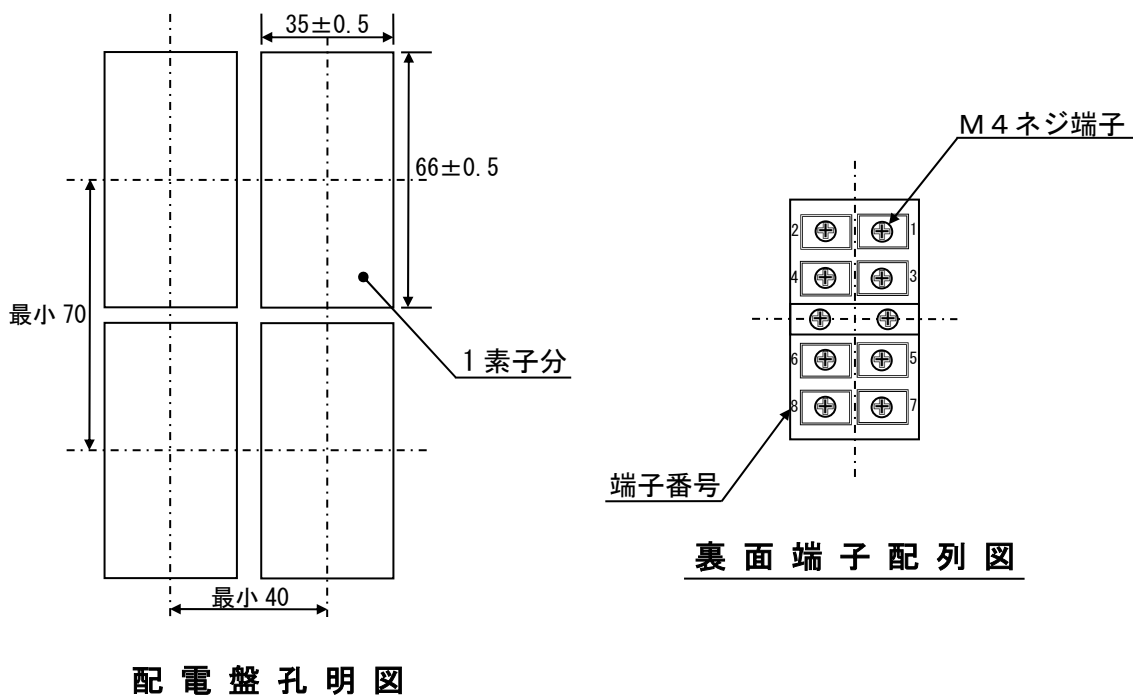 35±0.5
66±0.5
最小 70
1 素子分
最小 40
配電盤孔明図
M４ネジ端子
2 1
4 3
6 5
8 7
端子番号
裏面端子配列図